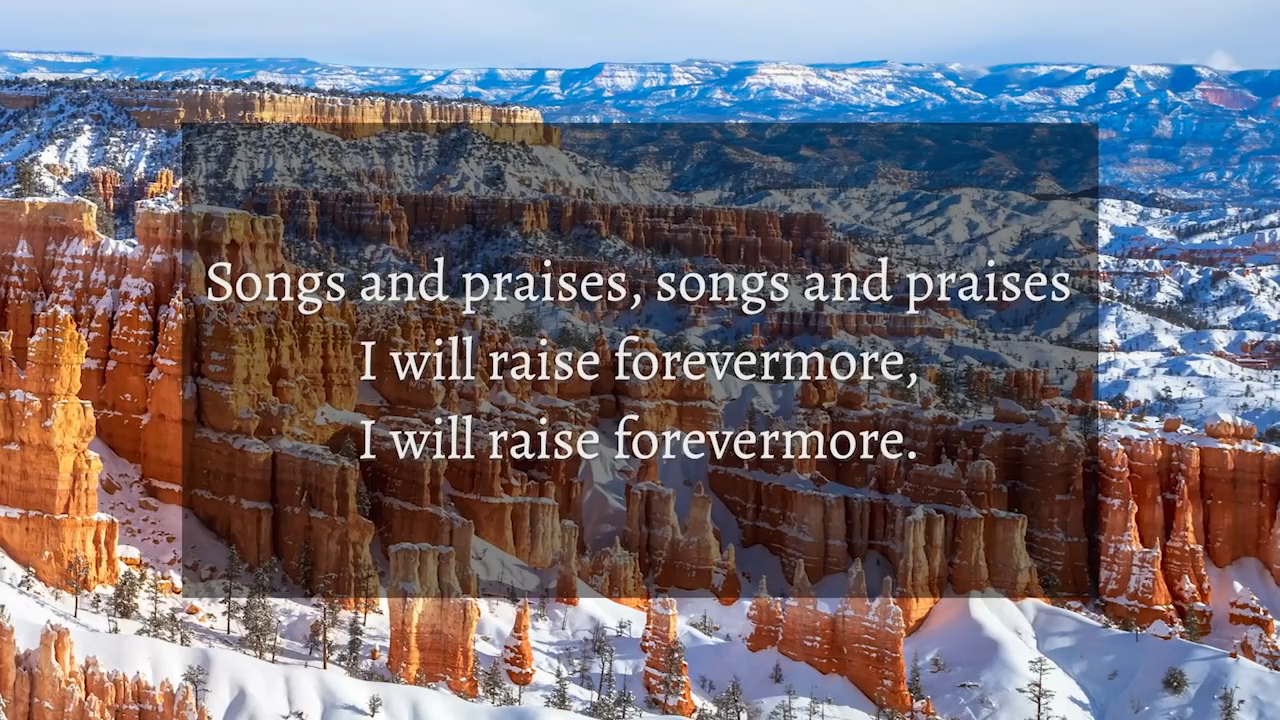 Songs and praises, songs and praises
I will raise forevermore,
I will raise forevermore.